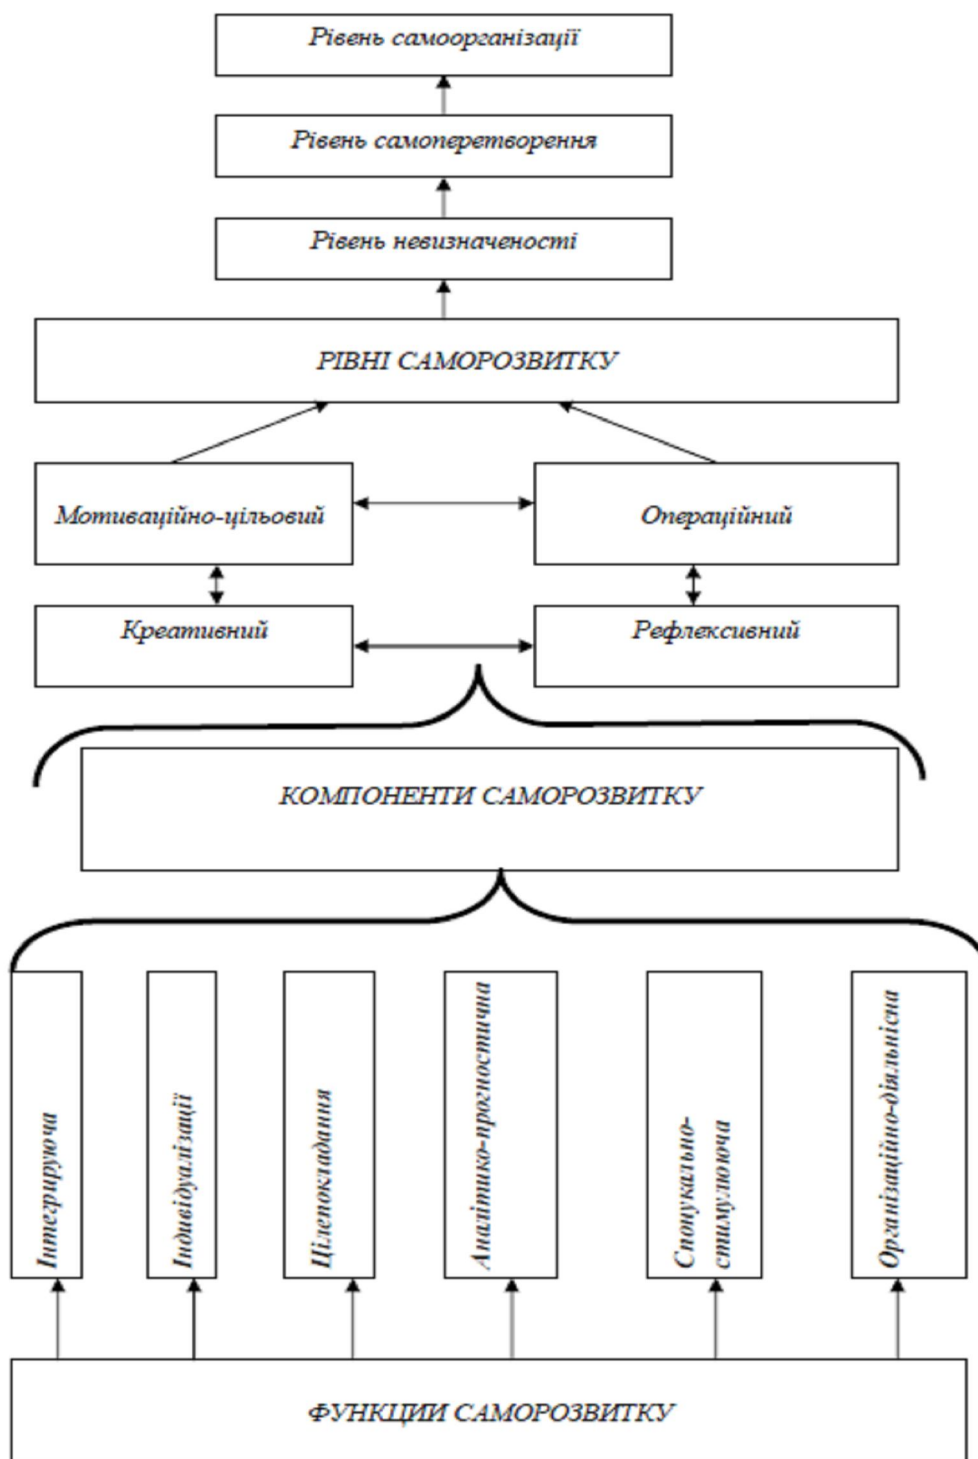 Рівень самоорганізації
Рівень самоперетворення
Рівень невизначеності
РІВНІ САМОРОЗВИТКУ
Мотиваційно-цільовий
Операційний
Креативний
Рефлексивний
КОМПОНЕНТИ САМОРОЗВИТКУ
Інтегрируюча
Індивідуалізації
Цілепокладання
Аналітико-прогностична
Спонукально-
стимулююча
Організаційно-діяльнісна
ФУНКЦИИ САМОРОЗВИТКУ